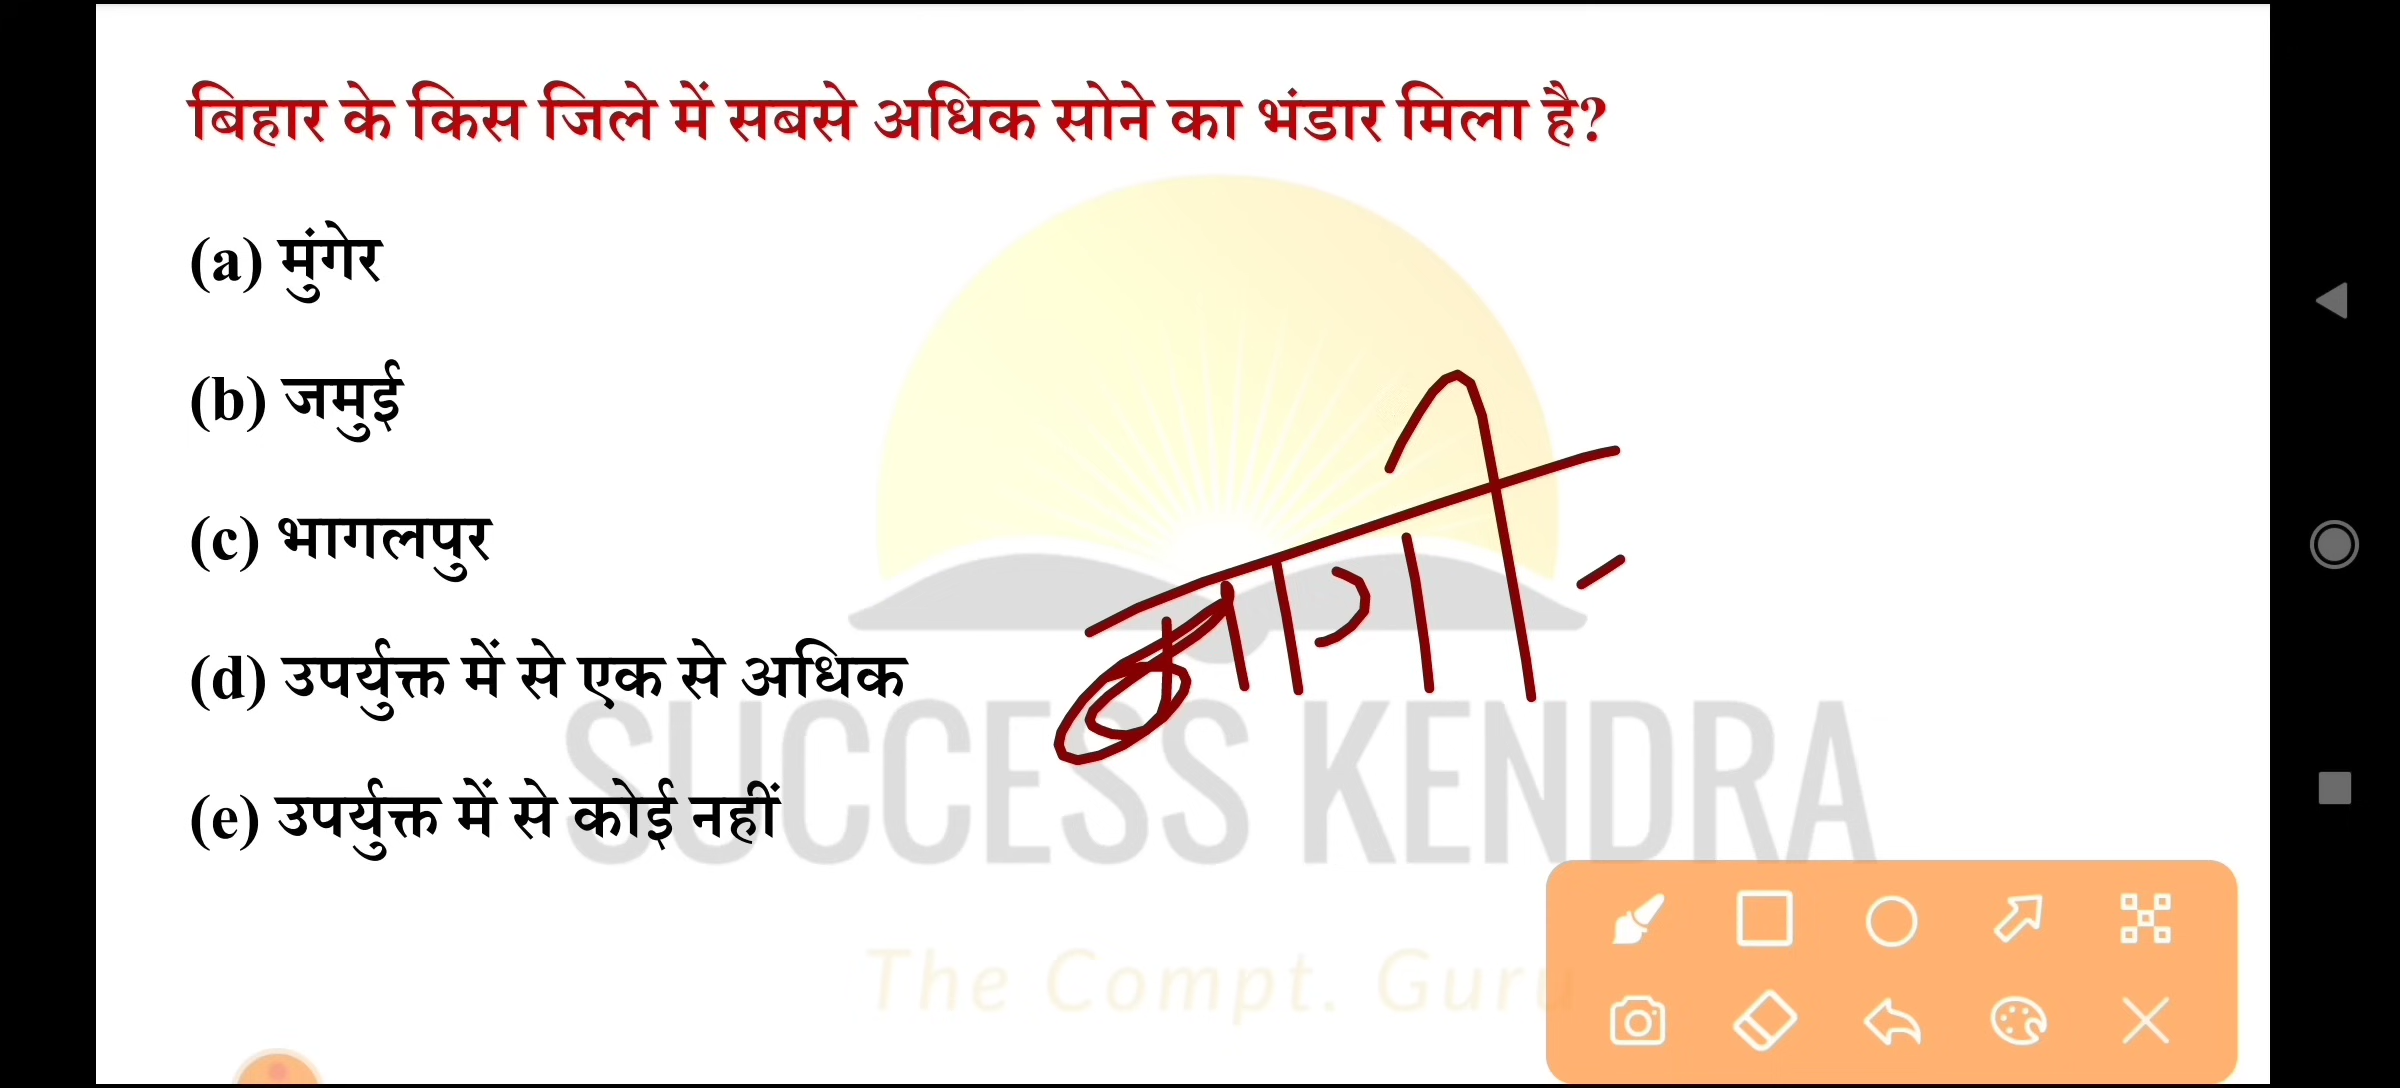 बिहार के किस जिले में सबसे अधिक सोने का भंडार मिला है?
(a) मुंगेर
(b) जमुई
(c) भागलपुर
(d) उपर्युक्त में से एक से अधिक
(e) उपर्युक्त में से कोई नहीं
SUCCESS KENDRA
The Compt. Guru